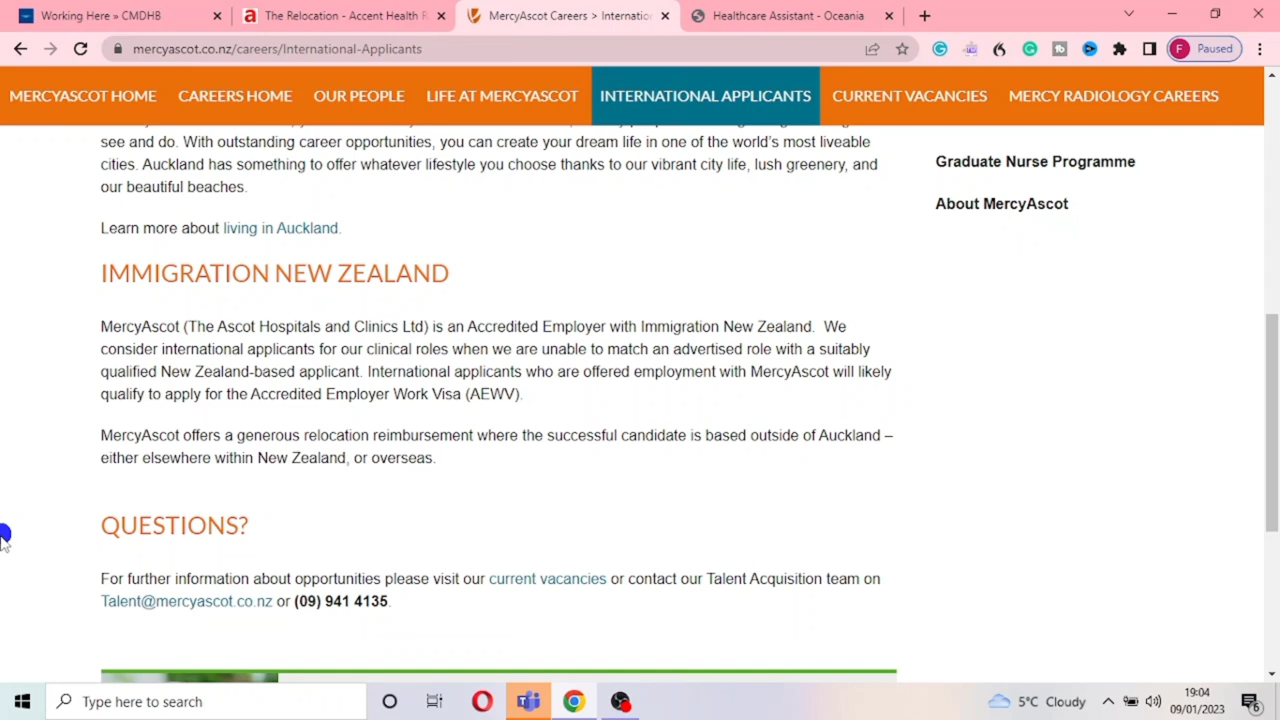 Working Here » CMDHB
The Relocation - Accent Health R
MercyAscot Careers > Internatio
Healthcare Assistant - Oceania
mercyascot.co.nz/careers/International-Applicants
Paused
MERCYASCOT HOME CAREERS HOME OUR PEOPLE LIFE AT MERCYASCOT INTERNATIONAL APPLICANTS CURRENT VACANCIES MERCY RADIOLOGY CAREERS
see and do. With outstanding career opportunities, you can create your dream life in one of the world's most liveable
cities. Auckland has something to offer whatever lifestyle you choose thanks to our vibrant city life, lush greenery, and
our beautiful beaches.
Learn more about living in Auckland.
IMMIGRATION NEW ZEALAND
MercyAscot (The Ascot Hospitals and Clinics Ltd) is an Accredited Employer with Immigration New Zealand. We
consider international applicants for our clinical roles when we are unable to match an advertised role with a suitably
qualified New Zealand-based applicant. International applicants who are offered employment with MercyAscot will likely
qualify to apply for the Accredited Employer Work Visa (AEWV).
MercyAscot offers a generous relocation reimbursement where the successful candidate is based outside of Auckland –
either elsewhere within New Zealand, or overseas.
QUESTIONS?
For further information about opportunities please visit our current vacancies or contact our Talent Acquisition team on
Talent@mercyascot.co.nz or (09) 941 4135.
Graduate Nurse Programme
About MercyAscot
Type here to search
5°C Cloudy
19:04
09/01/2023
6